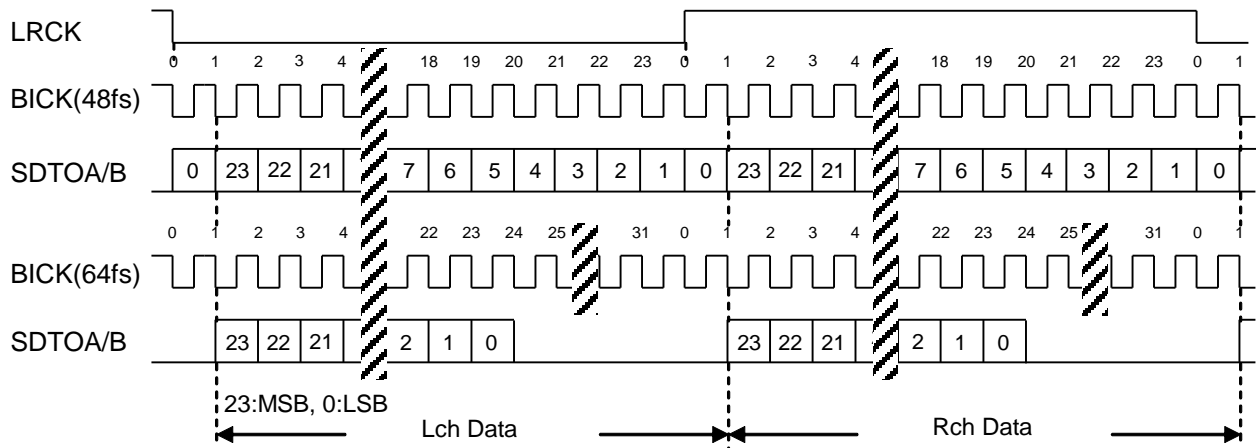 LRCK
0 1 2 3 4 18 19 20 21 22 23 0 1 2 3 4 18 19 20 21 22 23 0 1
BICK(48fs)
SDTOA/B 0 23 22 21 7 6 5 4 3 2 1 0 23 22 21 7 6 5 4 3 2 1 0
0 1 2 3 4 22 23 24 25 31 0 1 2 3 4 22 23 24 25 31 0 1
BICK(64fs)
SDTOA/B 23 22 21 2 1 0 23 22 21 2 1 0
23:MSB, 0:LSB
Lch Data Rch Data